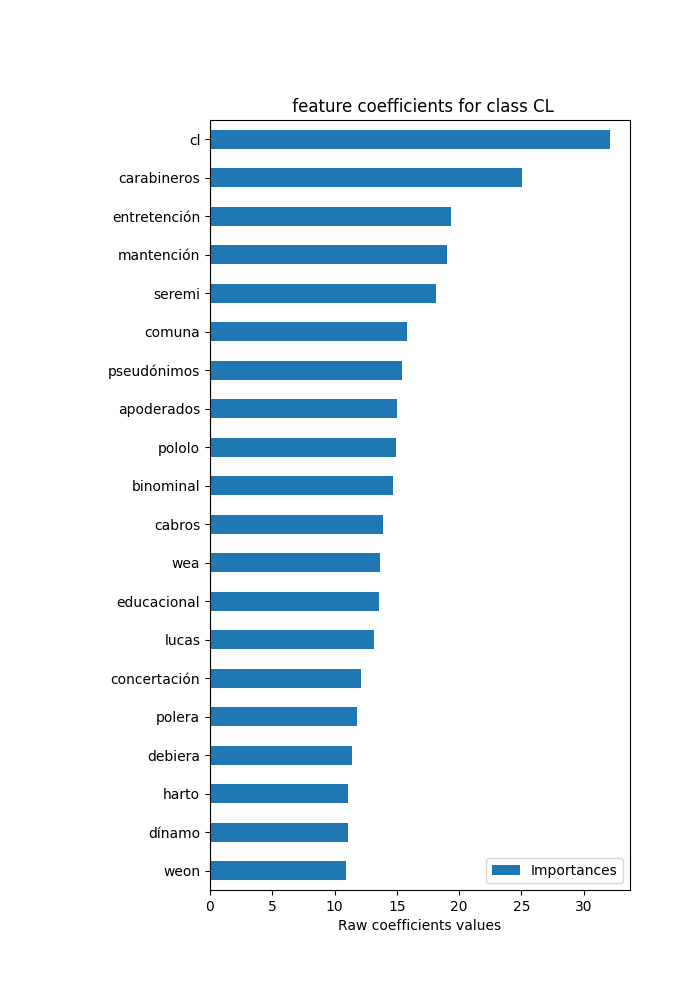 feature coefficients for class CL
cl
carabineros
entretención
mantención
seremi
comuna
pseudónimos
apoderados
pololo
binominal
cabros
wea
educacional
lucas
concertación
polera
debiera
harto
dínamo
weon
Importances
0 5 10 15 20 25 30
Raw coefficients values